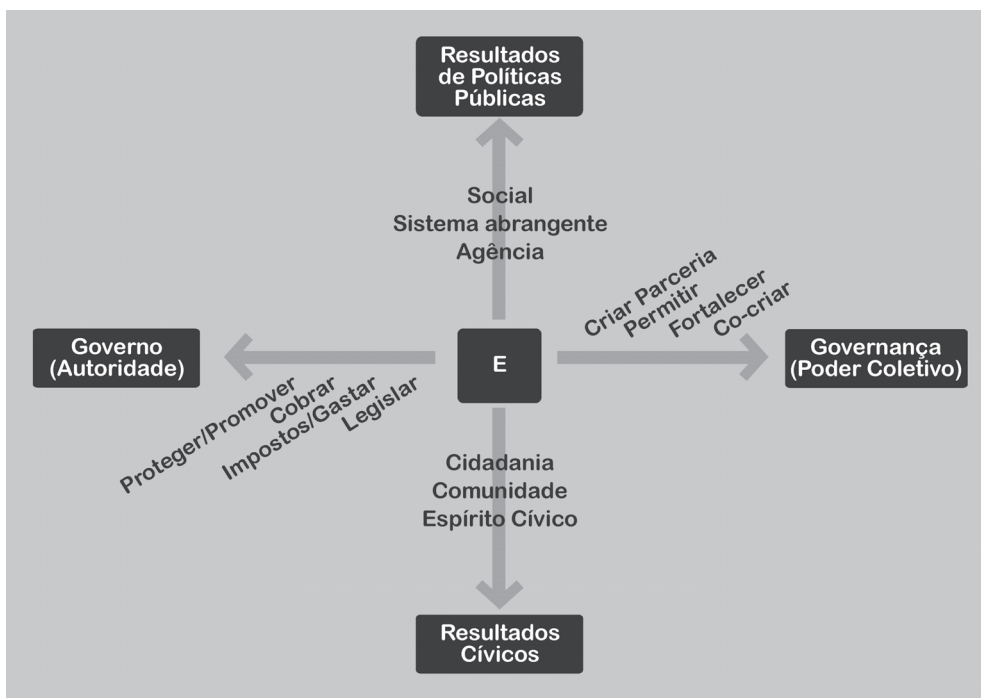 Resultados
de Políticas
Públicas
Social
Sistema abrangente
Agência
Criar Parceria
Permitir
Fortalecer
Co-criar
Governo
(Autoridade)
E
Governança
(Poder Coletivo)
Proteger/Promover
Cobrar
Impostos/Gastar
Legislar
Cidadania
Comunidade
Espírito Cívico
Resultados
Cívicos